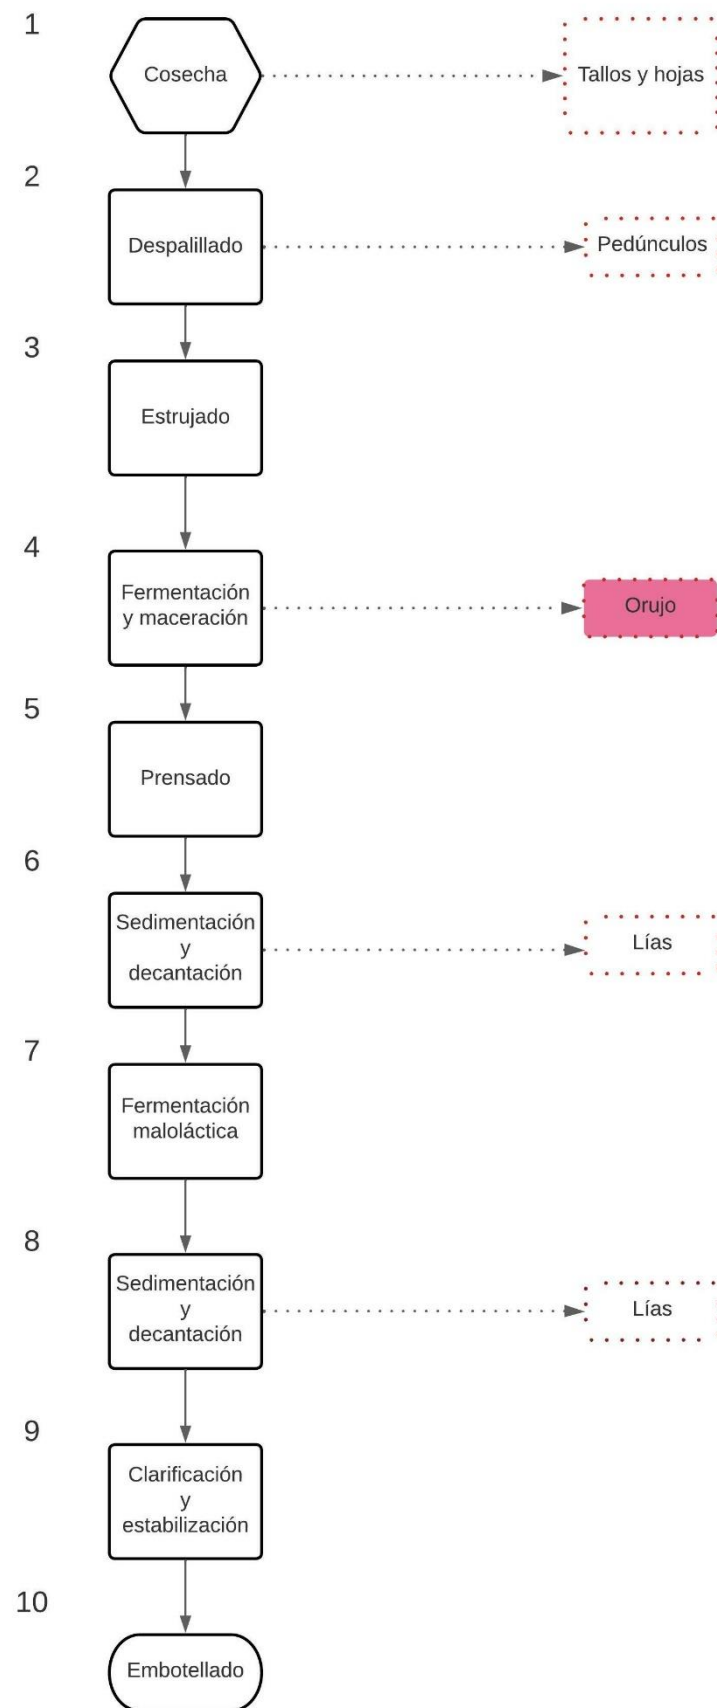 1
Cosecha
Tallos y hojas
2
Despalillado
Pedúnculos
3
Estrujado
4
Fermentación
y maceración
Orujo
5
Prensado
6
Sedimentación
y
decantación
Lías
7
Fermentación
maloláctica
8
Sedimentación
y
decantación
Lías
9
Clarificación
y
estabilización
10
Embotellado